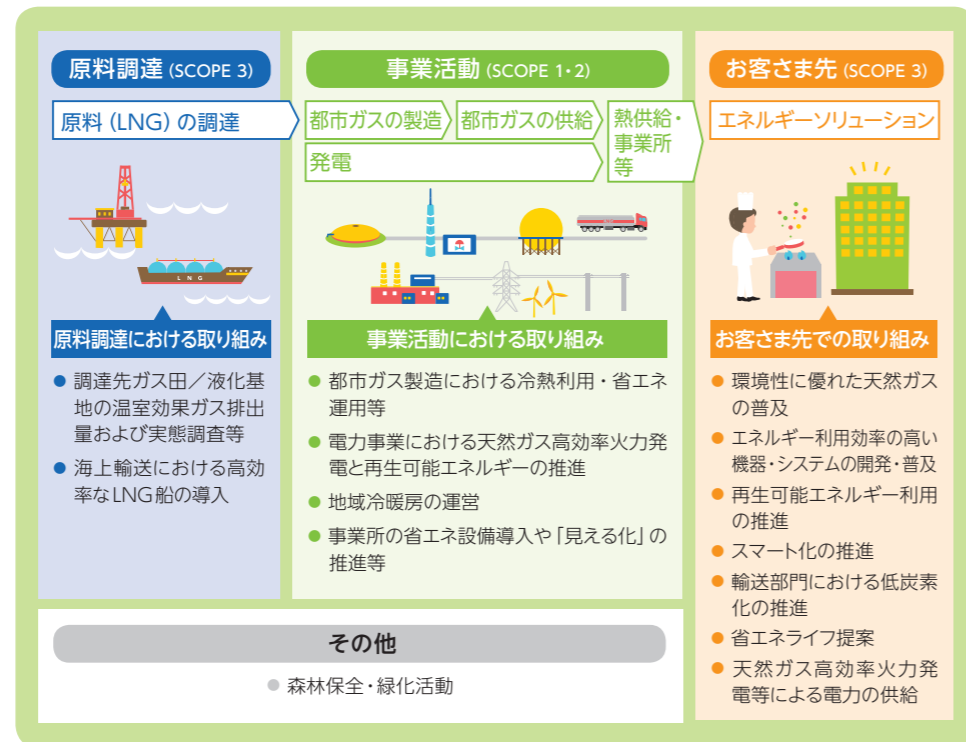 原料調達 (SCOPE 3)
原料（LNG）の調達
LNG
原料調達における取り組み
● 調達先ガス田／液化基
地の温室効果ガス排出
量および実態調査等
● 海上輸送における高効
率なLNG船の導入
事業活動 (SCOPE 1・2)
都市ガスの製造
都市ガスの供給
熱供給・
事業所
等
発電
事業活動における取り組み
● 都市ガス製造における冷熱利用・省エネ
運用等
● 電力事業における天然ガス高効率火力発
電と再生可能エネルギーの推進
● 地域冷暖房の運営
● 事業所の省エネ設備導入や「見える化」の
推進等
お客さま先 (SCOPE 3)
エネルギーソリューション
お客さま先での取り組み
● 環境性に優れた天然ガス
の普及
● エネルギー利用効率の高い
機器・システムの開発・普及
● 再生可能エネルギー利用
の推進
● スマート化の推進
● 輸送部門における低炭素
化の推進
● 省エネライフ提案
● 天然ガス高効率火力発
電等による電力の供給
その他
● 森林保全・緑化活動